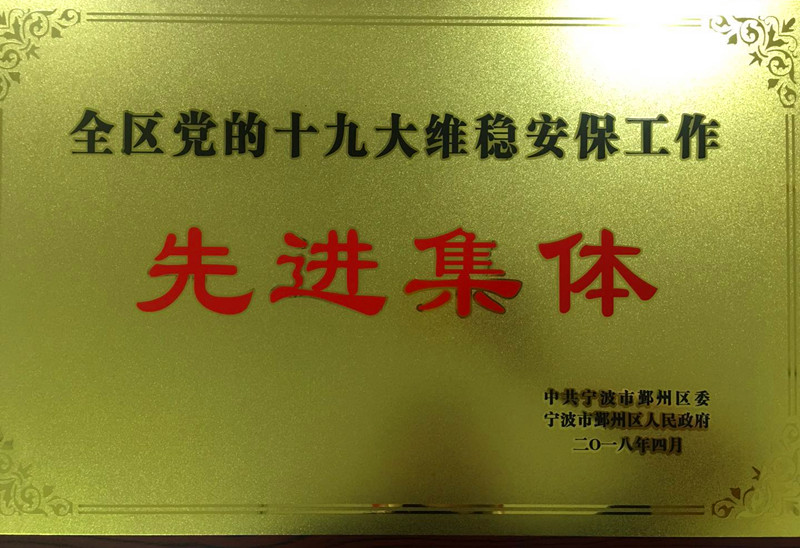 全区党的十九大维稳安保工作
先进集体
中共宁波市鄞州区委
宁波市鄞州区人民政府
二〇一八年四月